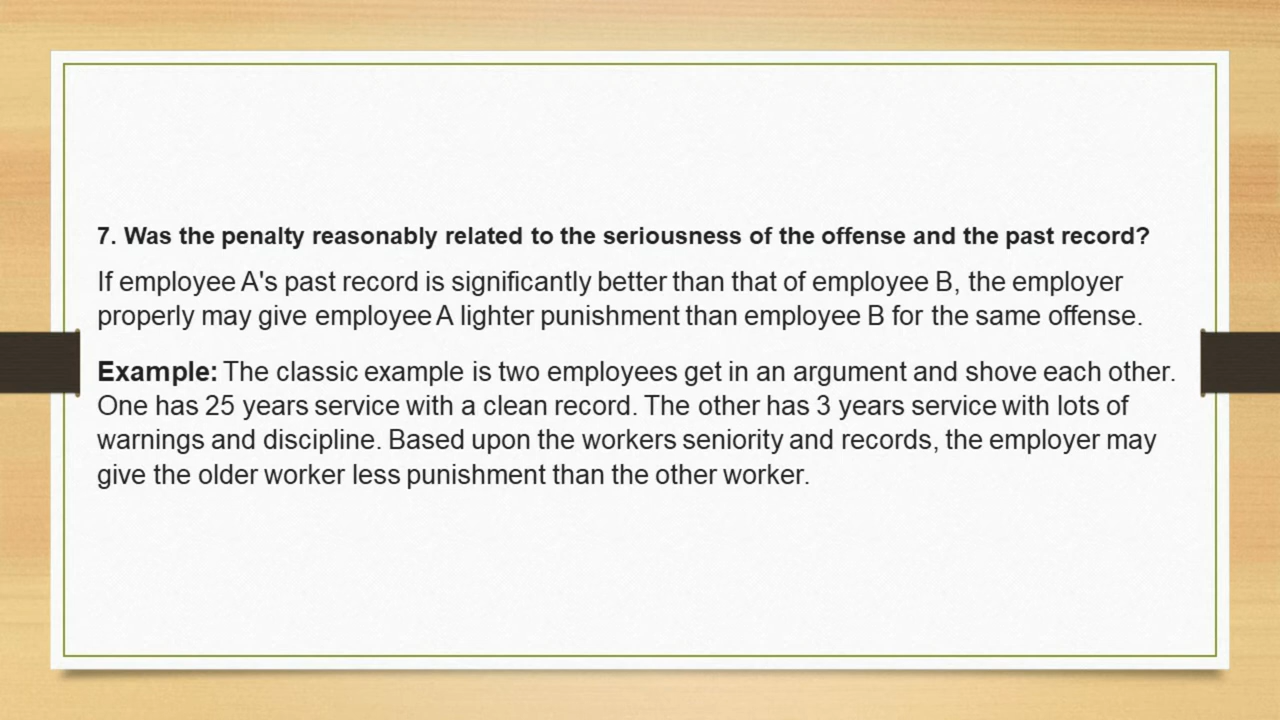 7. Was the penalty reasonably related to the seriousness of the offense and the past record?
If employee A's past record is significantly better than that of employee B, the employer
properly may give employee A lighter punishment than employee B for the same offense.
Example: The classic example is two employees get in an argument and shove each other.
One has 25 years service with a clean record. The other has 3 years service with lots of
warnings and discipline. Based upon the workers seniority and records, the employer may
give the older worker less punishment than the other worker.